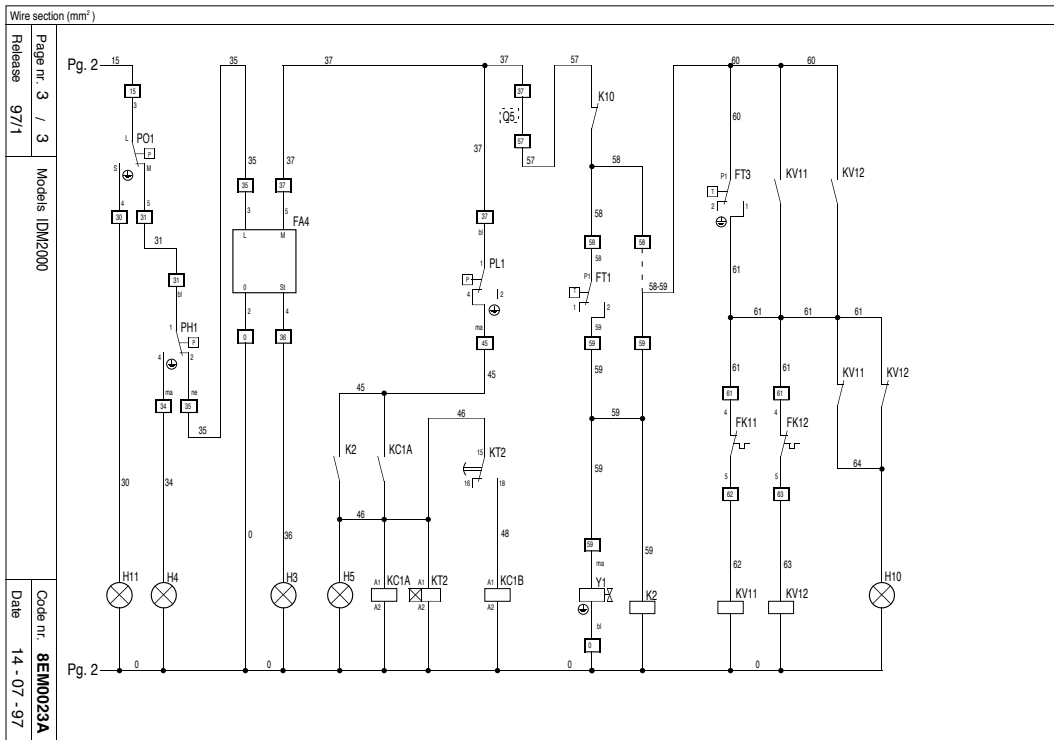 Wire section (mm²)
Page nr. 3 / 3
Release 97/1
Models IDM2000
Code nr. 8EM0023A
Date 14 - 07 - 97
Pg. 2 15 35 37 37 57 60 60
15 37 K10
3 Q5 60
L PO1 P 37 57 57 58
S M 35 37 P1 FT3 KV11 KV12
4 5 35 37 T 2 1
30 31 3 5 FA4 37 58
31 L M bl 58 58 61
31 1 PL1 58
bl P P1 FT1 58-59
0 St 4 2 T 1 2
1 PH1 2 4 ma 59 61 61 61
P 0 36 45 59 59
4 2 45 59 61 61 KV11 KV12
ma ne 45 61 61
34 35 4 FK11 4 FK12
35 46 59
K2 KC1A 15 KT2 64
30 34 16 18 59 5 5
46 62 63
0 36 48 59
ma 59 62 63
H11 H4 H3 H5 A1 KC1A A1 KT2 A1 KC1B Y1 K2 KV11 KV12 H10
A2 A2 A2
bl
0
Pg. 2 0 0 0 0